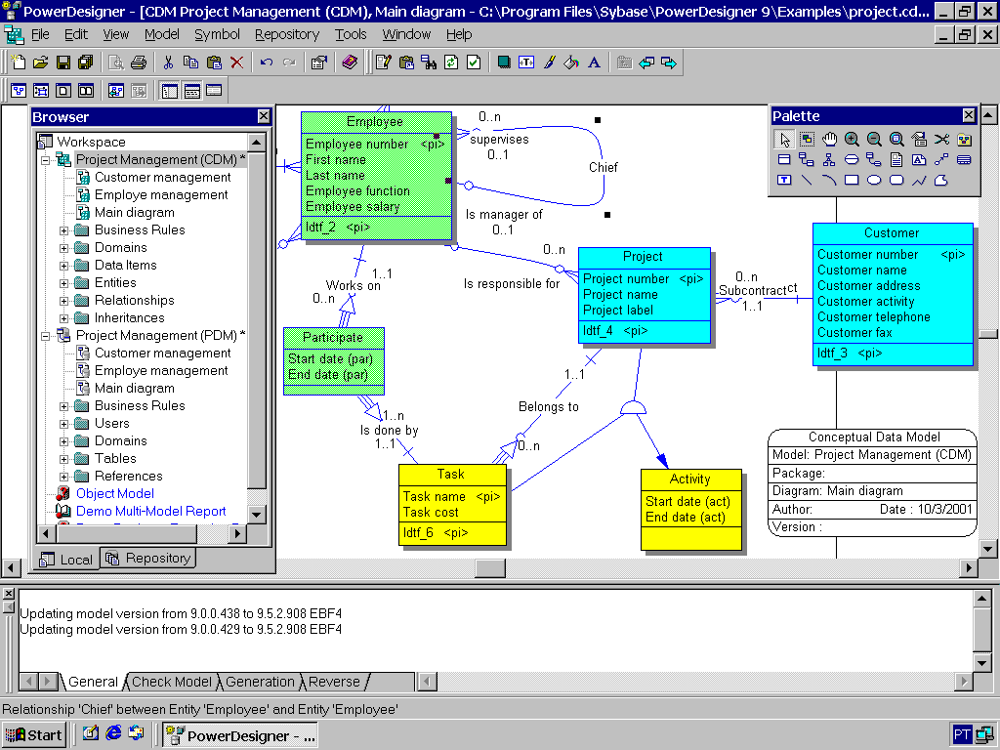 PowerDesigner - [CDM Project Management (CDM), Main diagram - C:\Program Files\Sybase\PowerDesigner 9\Examples\project.cd...
File Edit View Model Symbol Repository Tools Window Help
Browser
Workspace
Project Management (CDM) *
Customer management
Employe management
Main diagram
Business Rules
Domains
Data Items
Entities
Relationships
Inheritances
Project Management (PDM) *
Customer management
Employe management
Main diagram
Business Rules
Users
Domains
Tables
References
Object Model
Demo Multi-Model Report
Local
Repository
Employee
Employee number <pi>
First name
Last name
Employee function
Employee salary
Idtf_2 <pi>
0..n
supervises
0..1
Chief
Is manager of
0..1
0..n
Is responsible for
1..1
Works on
0..n
Participate
Start date (par)
End date (par)
1..n
Is done by
1..1
Project
Project number <pi>
Project name
Project label
Idtf_4 <pi>
0..n
Subcontract
ct
1..1
1..1
Belongs to
0..n
Task
Task name <pi>
Task cost
Idtf_6 <pi>
Activity
Start date (act)
End date (act)
Palette
Customer
Customer number <pi>
Customer name
Customer address
Customer activity
Customer telephone
Customer fax
Idtf_3 <pi>
Conceptual Data Model
Model: Project Management (CDM)
Package:
Diagram: Main diagram
Author: Date : 10/3/2001
Version :
Updating model version from 9.0.0.438 to 9.5.2.908 EBF4
Updating model version from 9.0.0.429 to 9.5.2.908 EBF4
General Check Model Generation Reverse
Relationship 'Chief' between Entity 'Employee' and Entity 'Employee'
Start
PowerDesigner - ...
PT